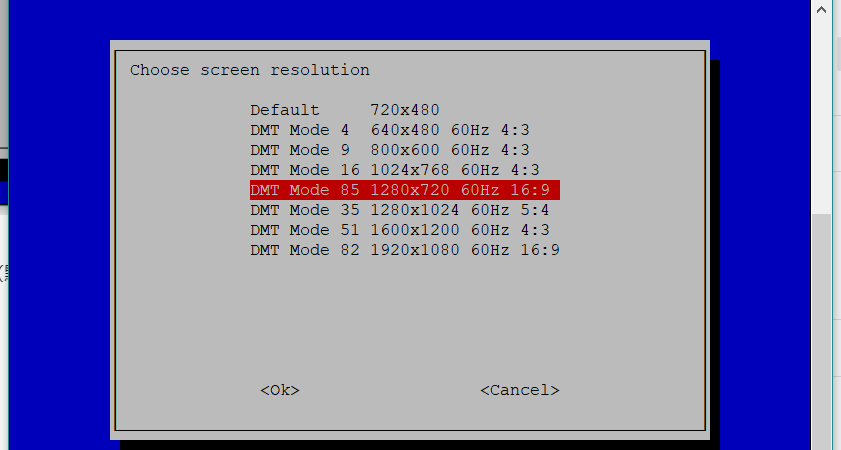 Choose screen resolution
Default 720x480
DMT Mode 4 640x480 60Hz 4:3
DMT Mode 9 800x600 60Hz 4:3
DMT Mode 16 1024x768 60Hz 4:3
DMT Mode 85 1280x720 60Hz 16:9
DMT Mode 35 1280x1024 60Hz 5:4
DMT Mode 51 1600x1200 60Hz 4:3
DMT Mode 82 1920x1080 60Hz 16:9
<Ok> <Cancel>